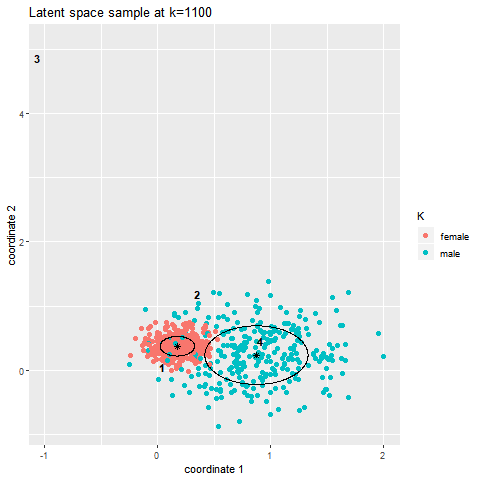 Latent space sample at k=1100
3
4
2
2
4
1
0
-1
0
1
2
coordinate 1
coordinate 2
K
female
male